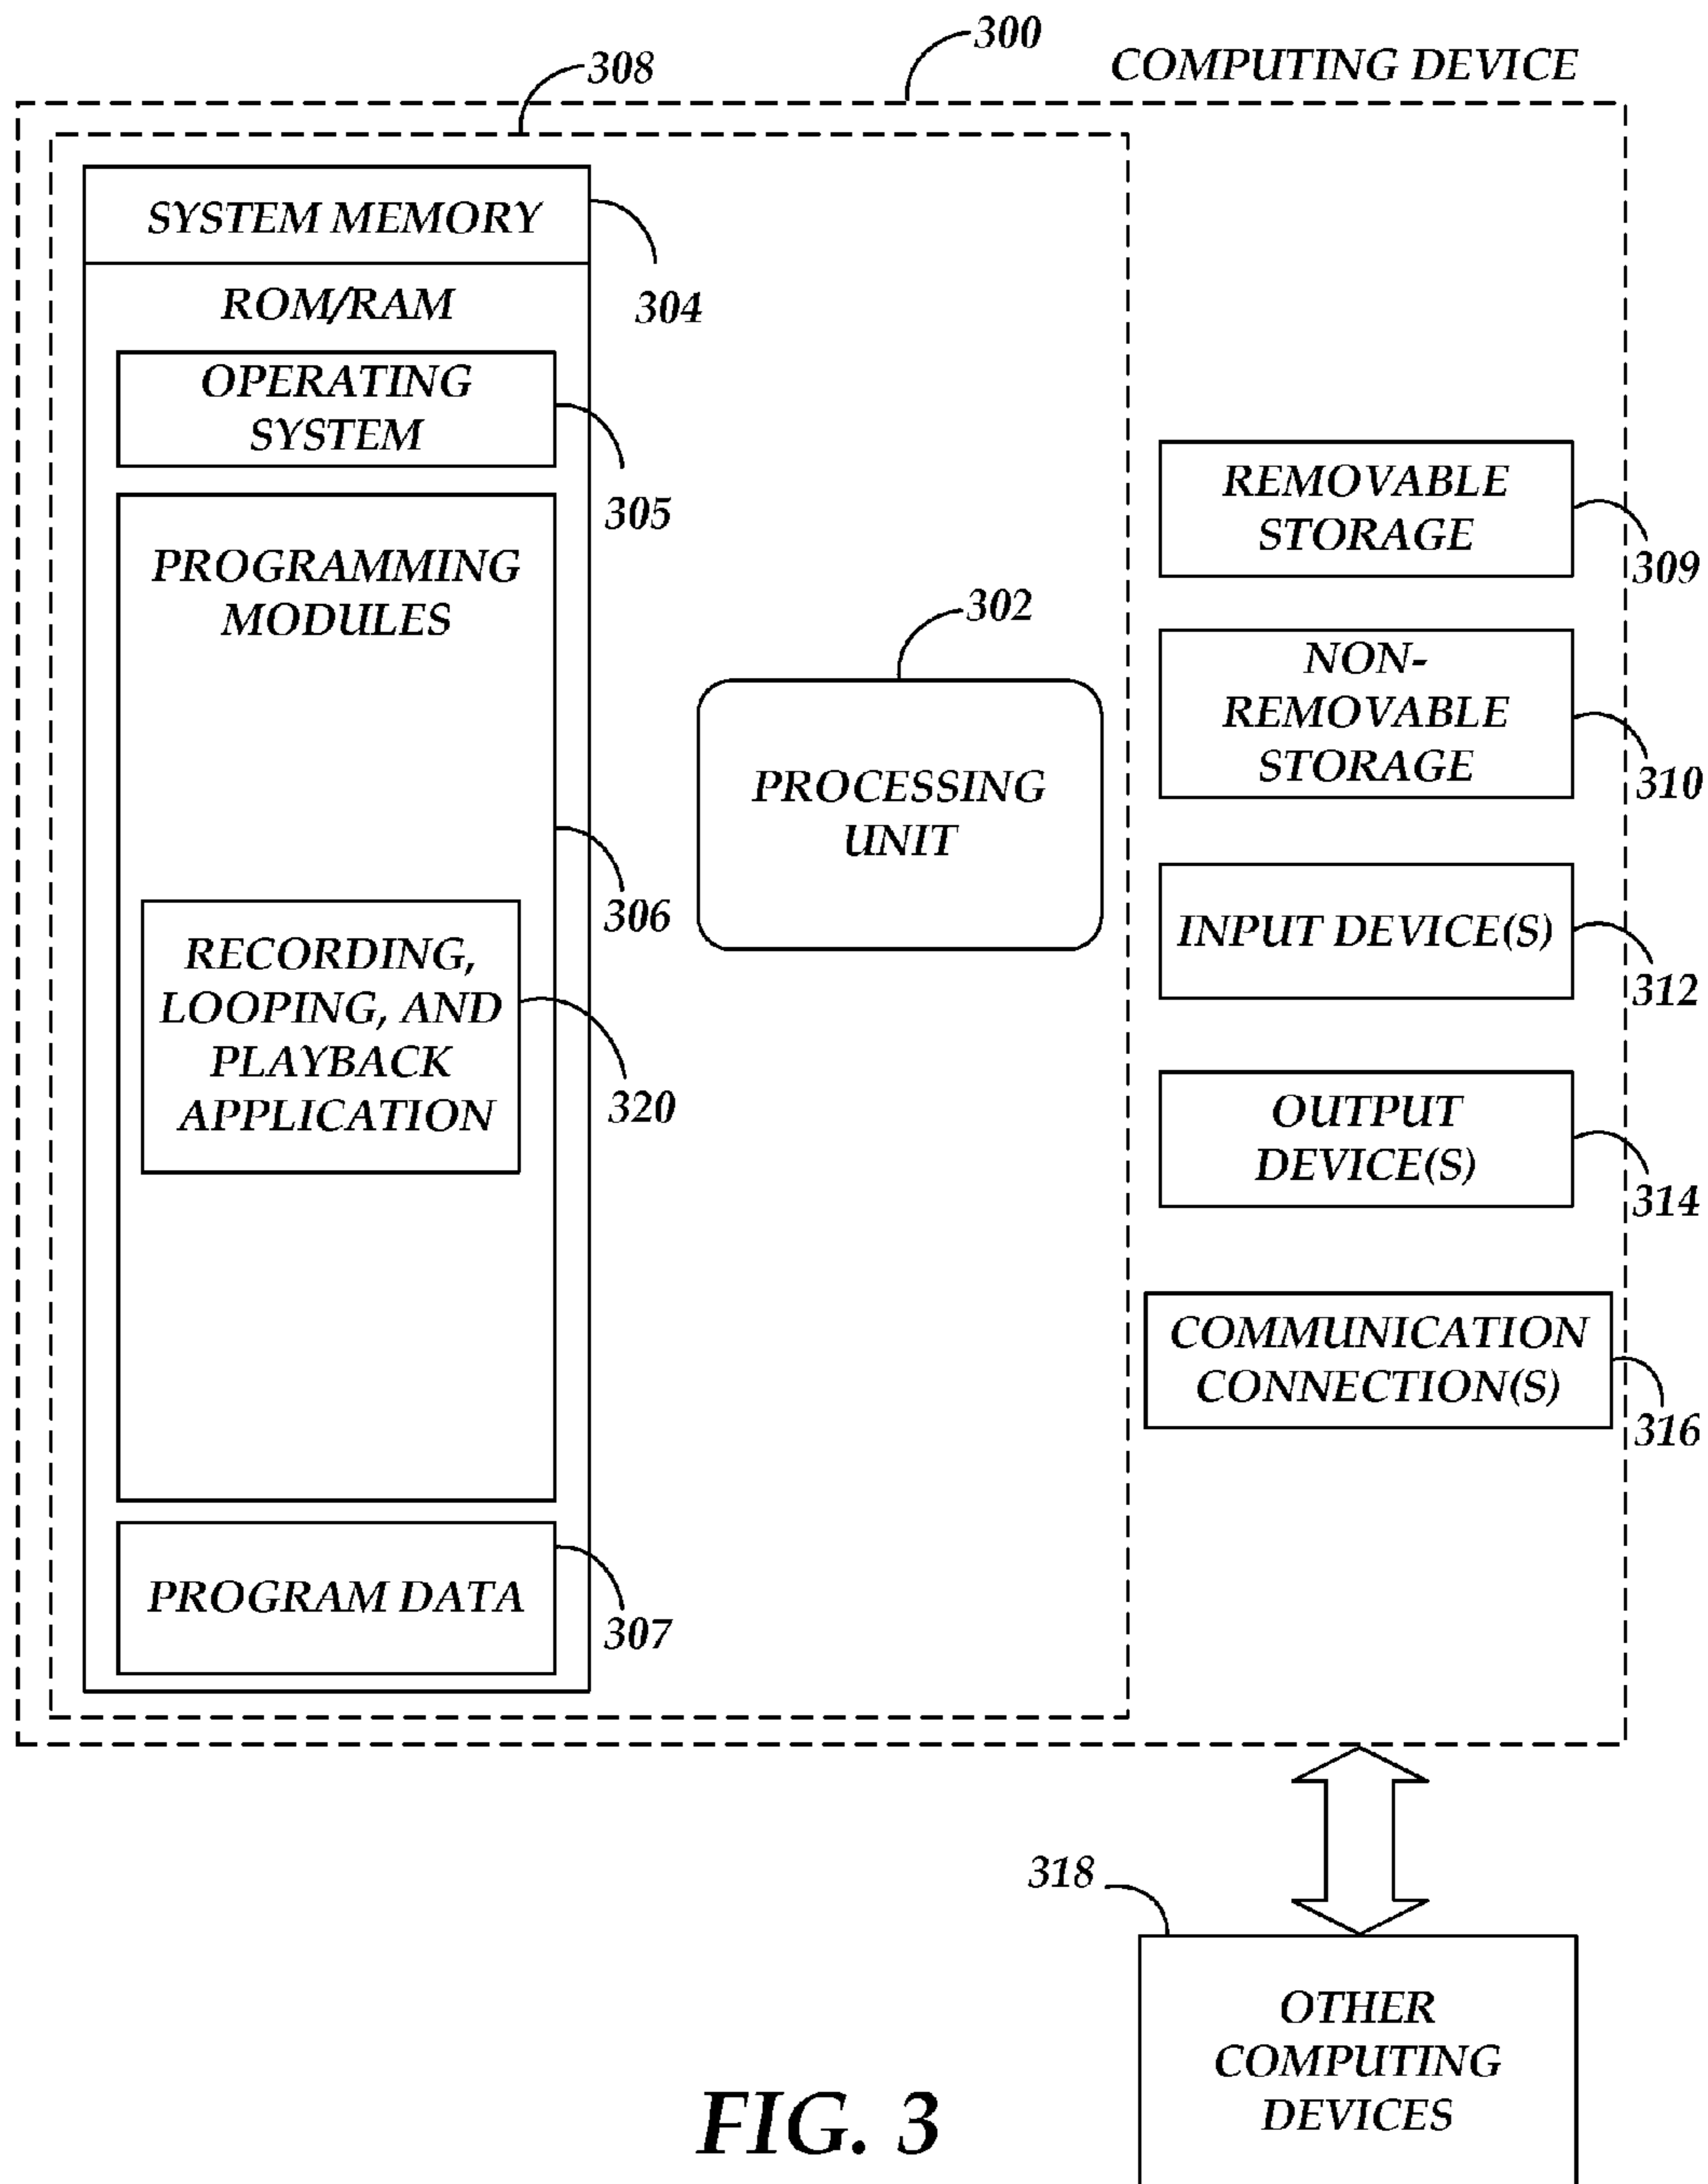 300
COMPUTING DEVICE
308
SYSTEM MEMORY
304
ROM/RAM
OPERATING
SYSTEM
305
PROGRAMMING
MODULES
306
RECORDING,
LOOPING, AND
PLAYBACK
APPLICATION
320
PROGRAM DATA
307
302
PROCESSING
UNIT
REMOVABLE
STORAGE
309
NON-
REMOVABLE
STORAGE
310
INPUT DEVICE(S)
312
OUTPUT
DEVICE(S)
314
COMMUNICATION
CONNECTION(S)
316
318
OTHER
COMPUTING
DEVICES
FIG. 3